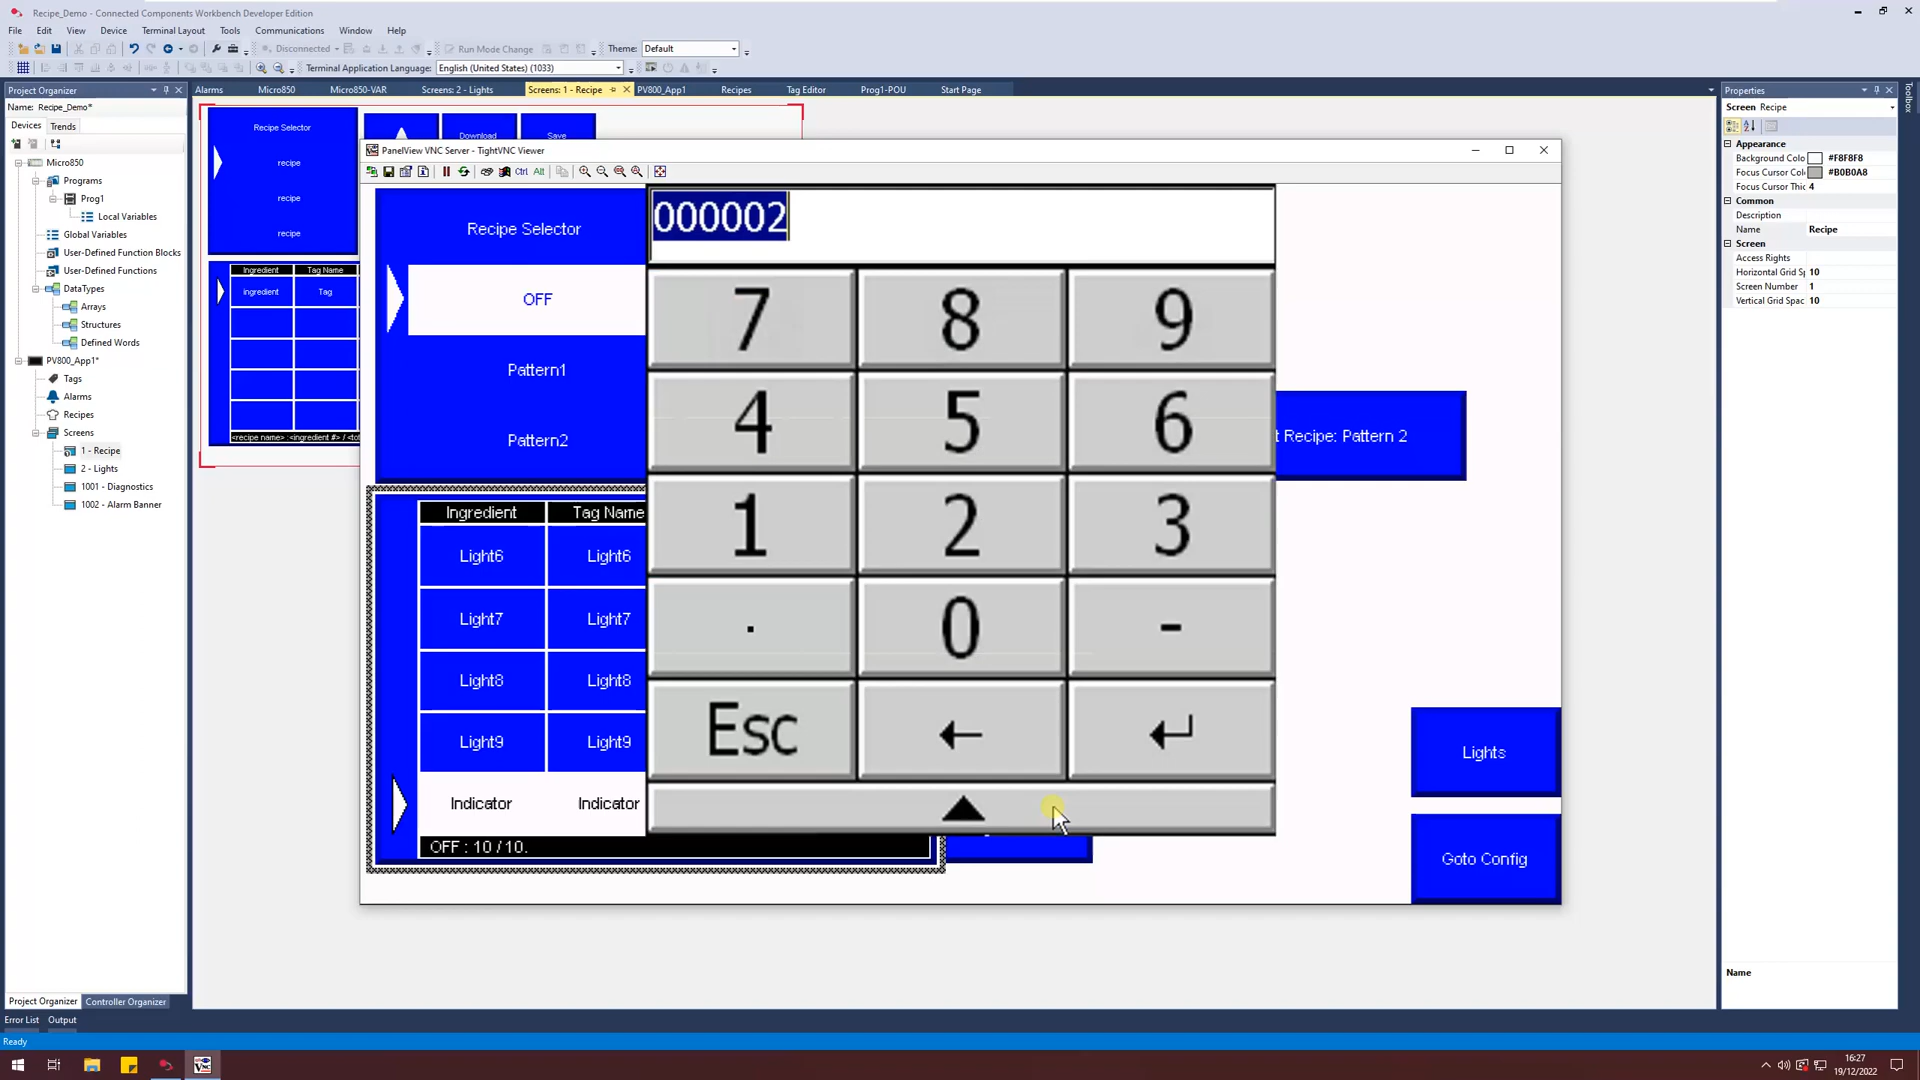 Recipe_Demo - Connected Components Workbench Developer Edition
File Edit View Device Terminal Layout Tools Communications Window Help
Disconnected Run Mode Change Theme: Default
Terminal Application Language: English (United States) (1033)
Project Organizer
Name: Recipe_Demo*
Devices Trends
Micro850
Programs
Prog1
Local Variables
Global Variables
User-Defined Function Blocks
User-Defined Functions
DataTypes
Arrays
Structures
Defined Words
PV800_App1*
Tags
Alarms
Recipes
Screens
1 - Recipe
2 - Lights
1001 - Diagnostics
1002 - Alarm Banner
Project Organizer Controller Organizer
Error List Output
Ready
Alarms Micro850 Micro850-VAR Screens: 2 - Lights Screens: 1 - Recipe PV800_App1 Recipes Tag Editor Prog1-POU Start Page
Recipe Selector
recipe
recipe
recipe
Download Save
Ingredient Tag Name
ingredient Tag
<recipe name> :<ingredient #> / <tot
PanelView VNC Server - TightVNC Viewer
Ctrl Alt
Recipe Selector
OFF
Pattern1
Pattern2
Ingredient Tag Name
Light6 Light6
Light7 Light7
Light8 Light8
Light9 Light9
Indicator Indicator
OFF : 10 / 10.
000002
7 8 9
4 5 6
1 2 3
. 0 -
Esc ← ↵
t Recipe: Pattern 2
Lights
Goto Config
Properties
Screen Recipe
Appearance
Background Colo #F8F8F8
Focus Cursor Col #B0B0A8
Focus Cursor Thic 4
Common
Description
Name Recipe
Screen
Access Rights
Horizontal Grid Sp 10
Screen Number 1
Vertical Grid Spac 10
Name
Toolbox
VNC
16:27
19/12/2022